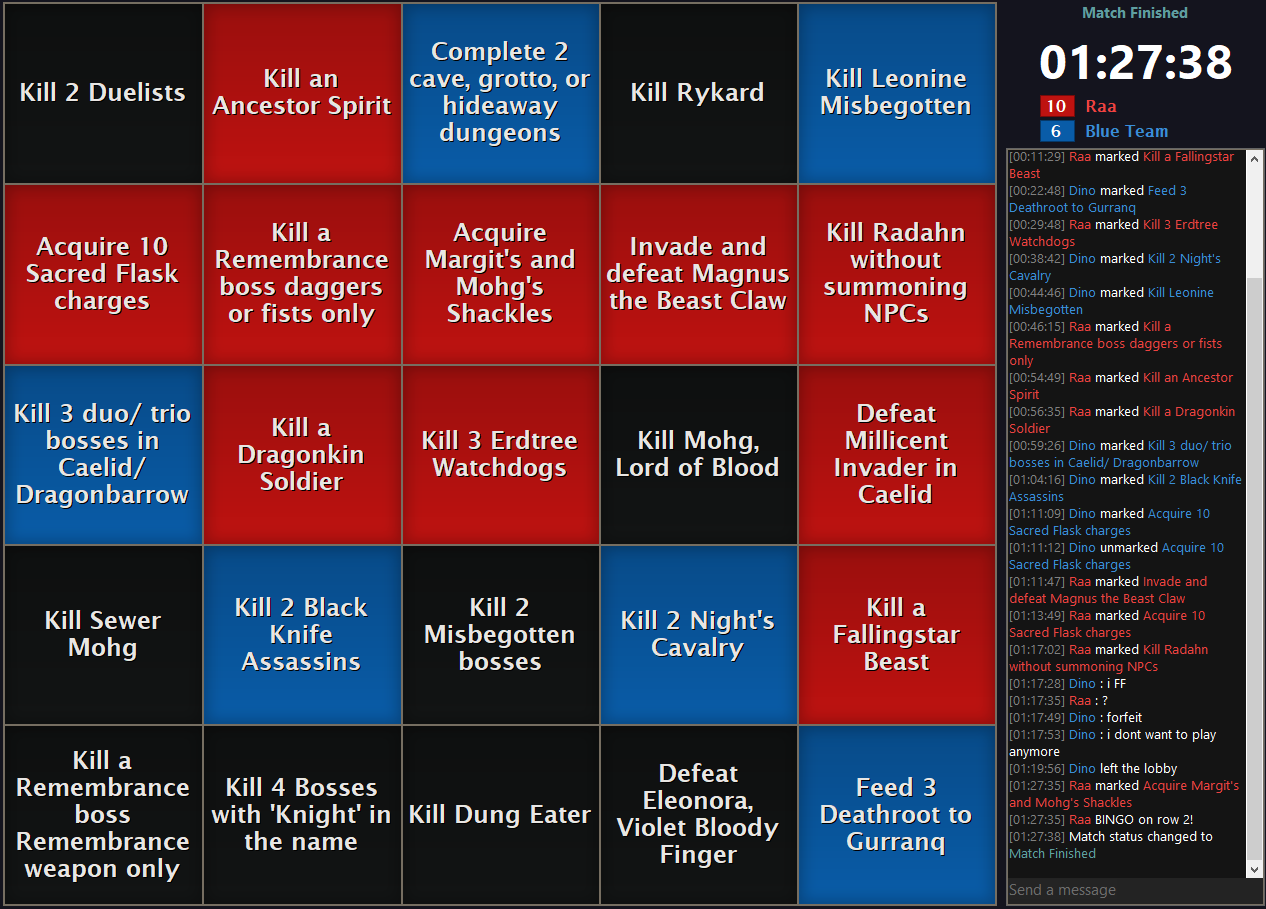 Kill 2 Duelists
Kill an
Ancestor Spirit
Complete 2
cave, grotto, or
hideaway
dungeons
Kill Rykard
Kill Leonine
Misbegotten
Acquire 10
Sacred Flask
charges
Kill a
Remembrance
boss daggers
or fists only
Acquire
Margit's and
Mohg's
Shackles
Invade and
defeat Magnus
the Beast Claw
Kill Radahn
without
summoning
NPCs
Kill 3 duo/ trio
bosses in
Caelid/
Dragonbarrow
Kill a
Dragonkin
Soldier
Kill 3 Erdtree
Watchdogs
Kill Mohg,
Lord of Blood
Defeat
Millicent
Invader in
Caelid
Kill Sewer
Mohg
Kill 2 Black
Knife
Assassins
Kill 2
Misbegotten
bosses
Kill 2 Night's
Cavalry
Kill a
Fallingstar
Beast
Kill a
Remembrance
boss
Remembrance
weapon only
Kill 4 Bosses
with 'Knight' in
the name
Kill Dung Eater
Defeat
Eleonora,
Violet Bloody
Finger
Feed 3
Deathroot to
Gurranq
Match Finished
01:27:38
10 Raa
6 Blue Team
[00:11:29] Raa marked Kill a Fallingstar
Beast
[00:22:48] Dino marked Feed 3
Deathroot to Gurranq
[00:29:48] Raa marked Kill 3 Erdtree
Watchdogs
[00:38:42] Dino marked Kill 2 Night's
Cavalry
[00:44:46] Dino marked Kill Leonine
Misbegotten
[00:46:15] Raa marked Kill a
Remembrance boss daggers or fists
only
[00:54:49] Raa marked Kill an Ancestor
Spirit
[00:56:35] Raa marked Kill a Dragonkin
Soldier
[00:59:26] Dino marked Kill 3 duo/ trio
bosses in Caelid/ Dragonbarrow
[01:04:16] Dino marked Kill 2 Black Knife
Assassins
[01:11:09] Dino marked Acquire 10
Sacred Flask charges
[01:11:12] Dino unmarked Acquire 10
Sacred Flask charges
[01:11:47] Raa marked Invade and
defeat Magnus the Beast Claw
[01:13:49] Raa marked Acquire 10
Sacred Flask charges
[01:17:02] Raa marked Kill Radahn
without summoning NPCs
[01:17:28] Dino : i FF
[01:17:35] Raa : ?
[01:17:49] Dino : forfeit
[01:17:53] Dino : i dont want to play
anymore
[01:19:56] Dino left the lobby
[01:27:35] Raa marked Acquire Margit's
and Mohg's Shackles
[01:27:35] Raa BINGO on row 2!
[01:27:38] Match status changed to
Match Finished
Send a message